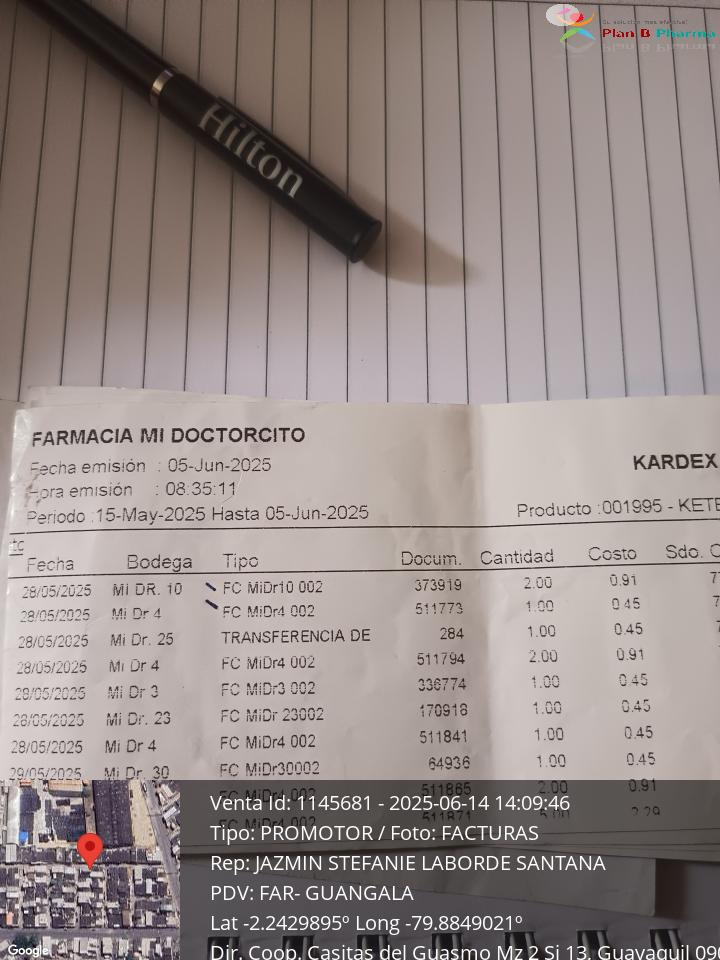 Su solución más efectiva!
Plan B Pharma
Hilton
FARMACIA MI DOCTORCITO
Fecha emisión : 05-Jun-2025
Hora emisión : 08:35:11
KARDEX
Periodo :15-May-2025 Hasta 05-Jun-2025
Producto :001995 - KETE
Fecha Bodega Tipo Docum. Cantidad Costo Sdo. C
28/05/2025 MI DR. 10 FC MiDr10 002 373919 2.00 0.91
28/05/2025 Mi Dr 4 FC MiDr4 002 511773 1.00 0.45
28/05/2025 Mi Dr. 25 TRANSFERENCIA DE 284 1.00 0.45
28/05/2025 Mi Dr 4 FC MiDr4 002 511794 2.00 0.91
28/05/2025 Mi Dr 3 FC MiDr3 002 336774 1.00 0.45
28/05/2025 Mi Dr. 23 FC MiDr 23002 170918 1.00 0.45
28/05/2025 Mi Dr 4 FC MiDr4 002 511841 1.00 0.45
29/05/2025 Mi Dr. 30 FC MiDr30002 64936 1.00 0.45
511865 2.00 0.91
Venta Id: 1145681 - 2025-06-14 14:09:46
Tipo: PROMOTOR / Foto: FACTURAS
Rep: JAZMIN STEFANIE LABORDE SANTANA
PDV: FAR- GUANGALA
Lat -2.2429895º Long -79.8849021º
Dir. Coop. Casitas del Guasmo Mz 2 Sj 13, Guayaquil 090
Google